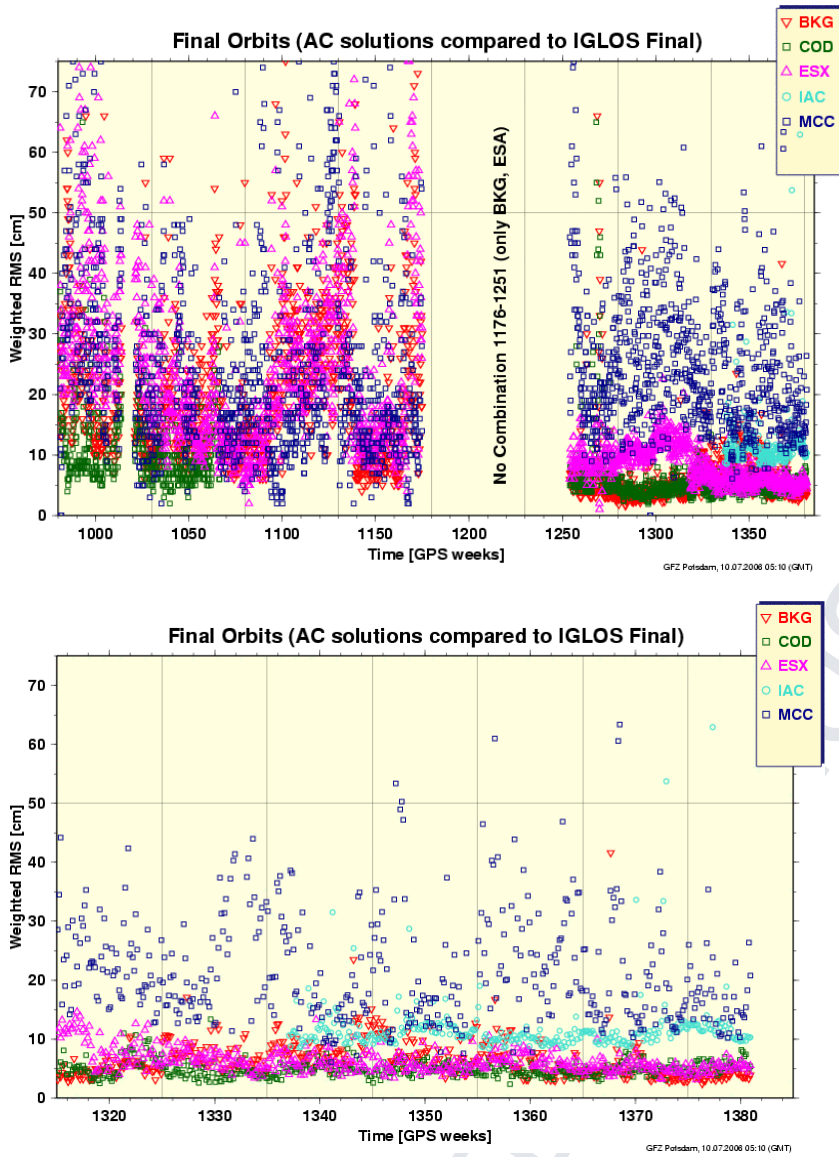 Final Orbits (AC solutions compared to IGLOS Final)
BKG
COD
ESX
IAC
MCC
Weighted RMS [cm]
70
60
50
40
30
20
10
0
No Combination 1176-1251 (only BKG, ESA)
1000 1050 1100 1150 1200 1250 1300 1350
Time [GPS weeks]
GFZ Potsdam, 10.07.2006 05:10 (GMT)
Final Orbits (AC solutions compared to IGLOS Final)
BKG
COD
ESX
IAC
MCC
Weighted RMS [cm]
70
60
50
40
30
20
10
0
1320 1330 1340 1350 1360 1370 1380
Time [GPS weeks]
GFZ Potsdam, 10.07.2006 05:10 (GMT)